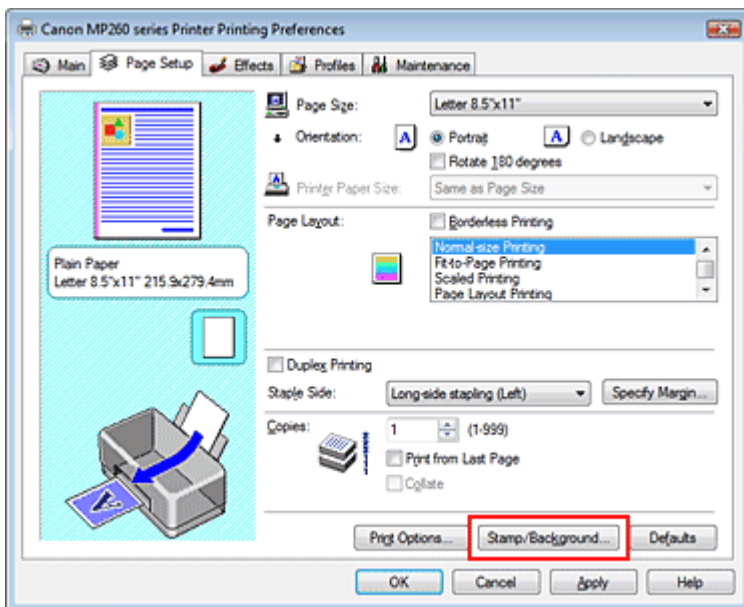 Canon MP260 series Printer Printing Preferences
Main Page Setup Effects Profiles Maintenance
Page Size: Letter 8.5"x11"
Orientation: A Portrait A Landscape
Rotate 180 degrees
Printer Paper Size: Same as Page Size
Page Layout: Borderless Printing
Normal-size Printing
Fit-to-Page Printing
Scaled Printing
Page Layout Printing
Plain Paper
Letter 8.5"x11" 215.9x279.4mm
Duplex Printing
Staple Side: Long-side stapling (Left) Specify Margin...
Copies: 1 (1-999)
Print from Last Page
Collate
Print Options... Stamp/Background... Defaults
OK Cancel Apply Help